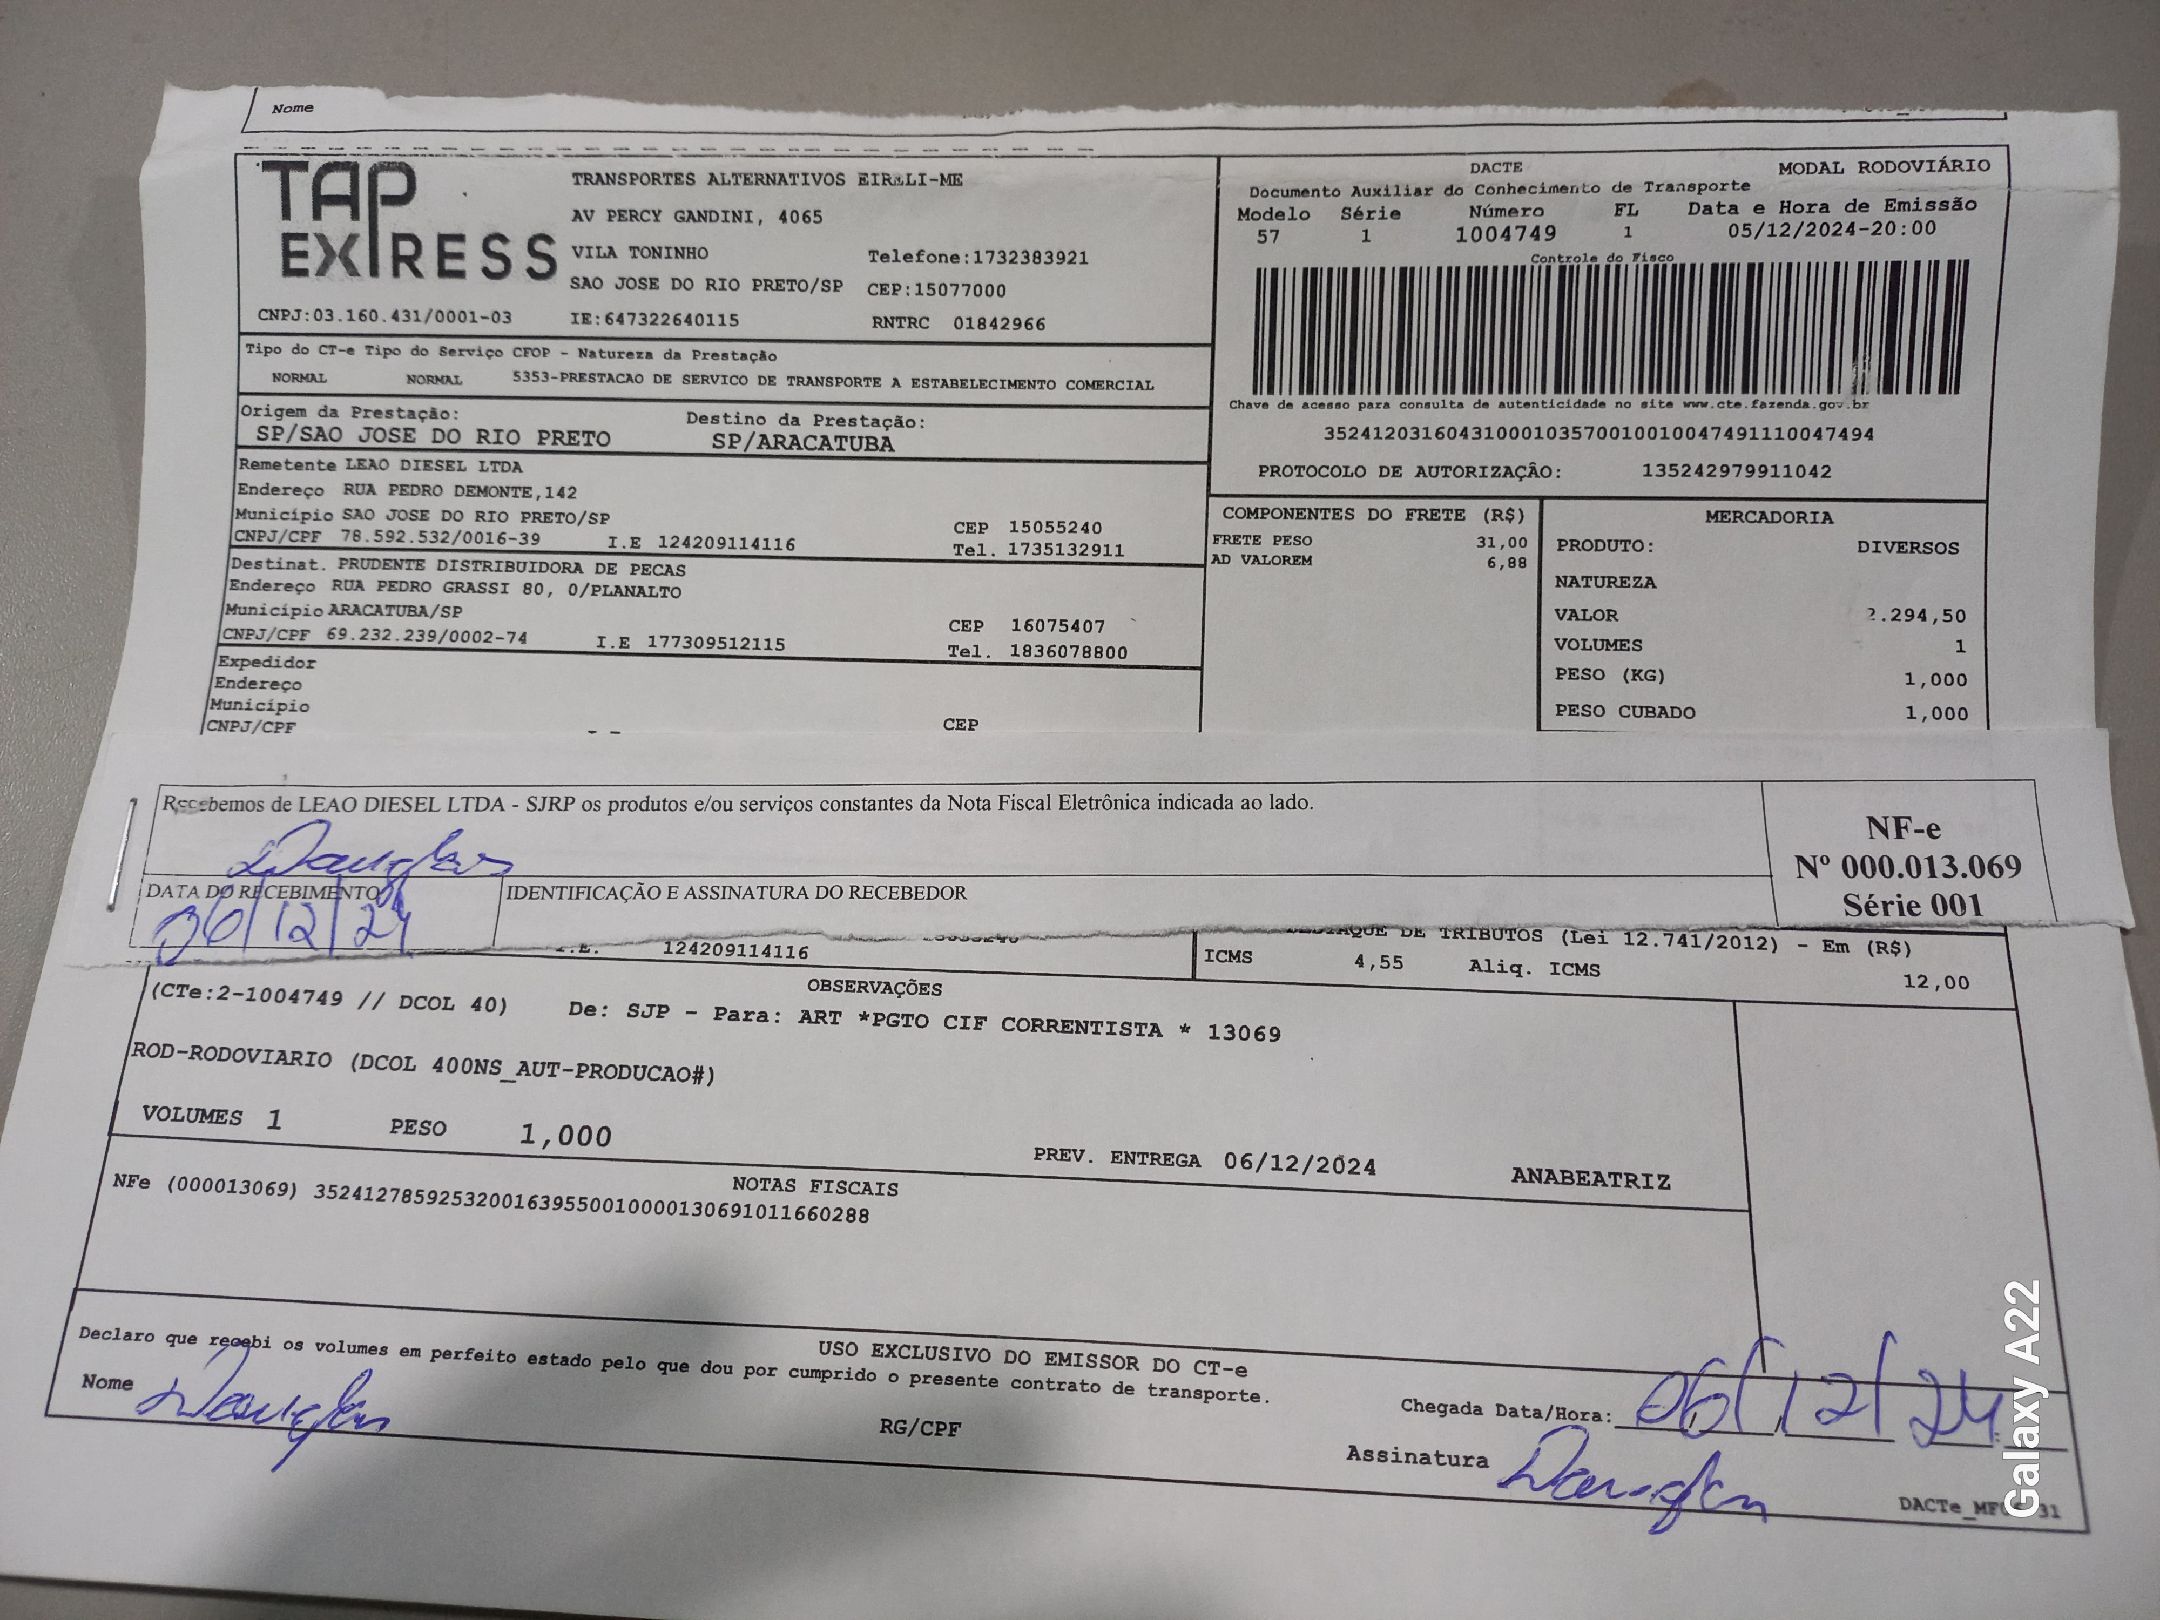 Nome
TAP EXPRESS
TRANSPORTES ALTERNATIVOS EIRELI-ME
AV PERCY GANDINI, 4065
VILA TONINHO Telefone:1732383921
SAO JOSE DO RIO PRETO/SP CEP:15077000
CNPJ:03.160.431/0001-03 IE:647322640115 RNTRC 01842966
DACTE MODAL RODOVIÁRIO
Documento Auxiliar do Conhecimento de Transporte
Modelo Série Número FL Data e Hora de Emissão
57 1 1004749 1 05/12/2024-20:00
Controle do Fisco
Chave de acesso para consulta de autenticidade no site www.cte.fazenda.gov.br
35241203160431000103570010010047491110047494
PROTOCOLO DE AUTORIZAÇÃO: 135242979911042
Tipo do CT-e Tipo do Serviço CFOP - Natureza da Prestação
NORMAL NORMAL 5353-PRESTACAO DE SERVICO DE TRANSPORTE A ESTABELECIMENTO COMERCIAL
Origem da Prestação: Destino da Prestação:
SP/SAO JOSE DO RIO PRETO SP/ARACATUBA
Remetente LEAO DIESEL LTDA
Endereço RUA PEDRO DEMONTE,142
Município SAO JOSE DO RIO PRETO/SP CEP 15055240
CNPJ/CPF 78.592.532/0016-39 I.E 124209114116 Tel. 1735132911
Destinat. PRUDENTE DISTRIBUIDORA DE PECAS
Endereço RUA PEDRO GRASSI 80, 0/PLANALTO
Município ARACATUBA/SP CEP 16075407
CNPJ/CPF 69.232.239/0002-74 I.E 177309512115 Tel. 1836078800
Expedidor
Endereço
Município
CNPJ/CPF CEP
COMPONENTES DO FRETE (R$)
FRETE PESO 31,00
AD VALOREM 6,88
MERCADORIA
PRODUTO: DIVERSOS
NATUREZA
VALOR 2.294,50
VOLUMES 1
PESO (KG) 1,000
PESO CUBADO 1,000
Recebemos de LEAO DIESEL LTDA - SJRP os produtos e/ou serviços constantes da Nota Fiscal Eletrônica indicada ao lado.
Douglas
DATA DO RECEBIMENTO IDENTIFICAÇÃO E ASSINATURA DO RECEBEDOR
06/12/24
NF-e
Nº 000.013.069
Série 001
I.E. 124209114116
DESTAQUE DE TRIBUTOS (Lei 12.741/2012) - Em (R$)
ICMS 4,55 Aliq. ICMS 12,00
OBSERVAÇÕES
(CTe:2-1004749 // DCOL 40) De: SJP - Para: ART *PGTO CIF CORRENTISTA * 13069
ROD-RODOVIARIO (DCOL 400NS_AUT-PRODUCAO#)
VOLUMES 1 PESO 1,000
PREV. ENTREGA 06/12/2024 ANABEATRIZ
NOTAS FISCAIS
NFe (000013069) 35241278592532001639550010000130691011660288
USO EXCLUSIVO DO EMISSOR DO CT-e
Declaro que recebi os volumes em perfeito estado pelo que dou por cumprido o presente contrato de transporte.
Nome Douglas RG/CPF
Chegada Data/Hora: 06/12/24
Assinatura Douglas
Galaxy A22